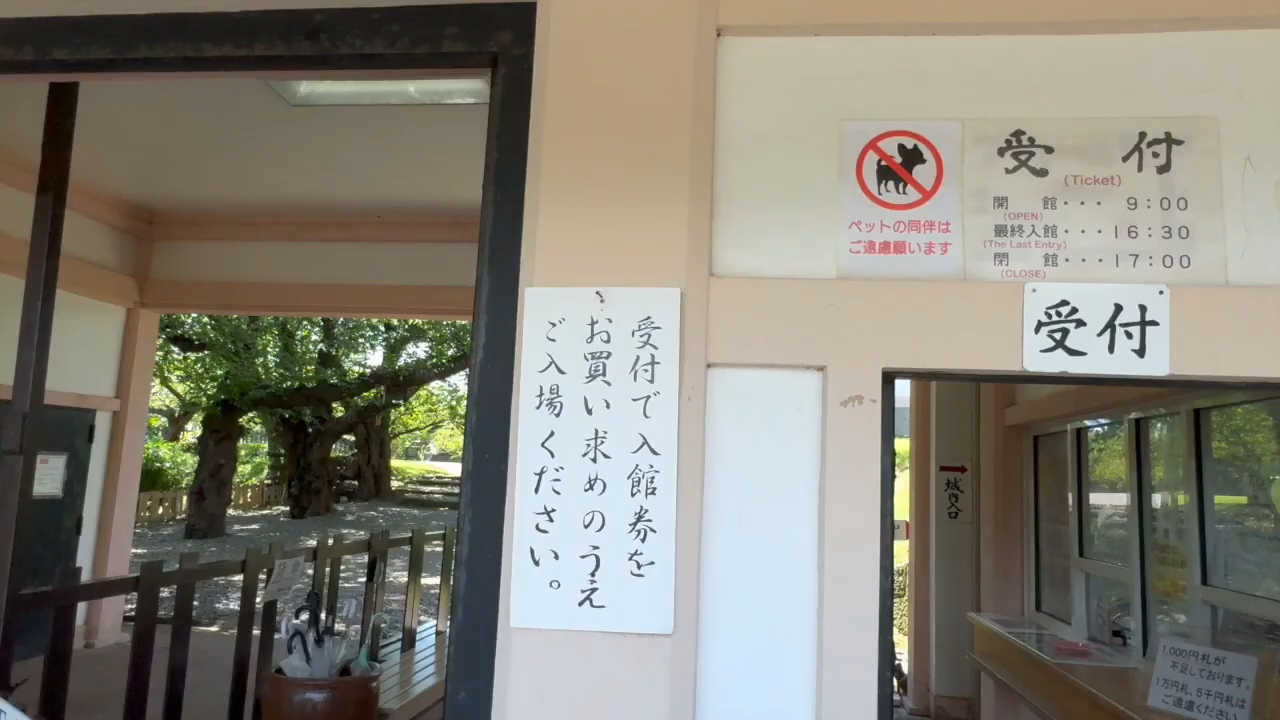 受付で入館券を
お買い求めのうえ
ご入場ください。
ペットの同伴は
ご遠慮願います
受 付
(Ticket)
開 館・・・ 9:00
(OPEN)
最終入館・・・16:30
(The Last Entry)
閉 館・・・17:00
(CLOSE)
受付
城内入口
1,000円札が
不足しております。
1万円札、5千円札は
ご遠慮ください